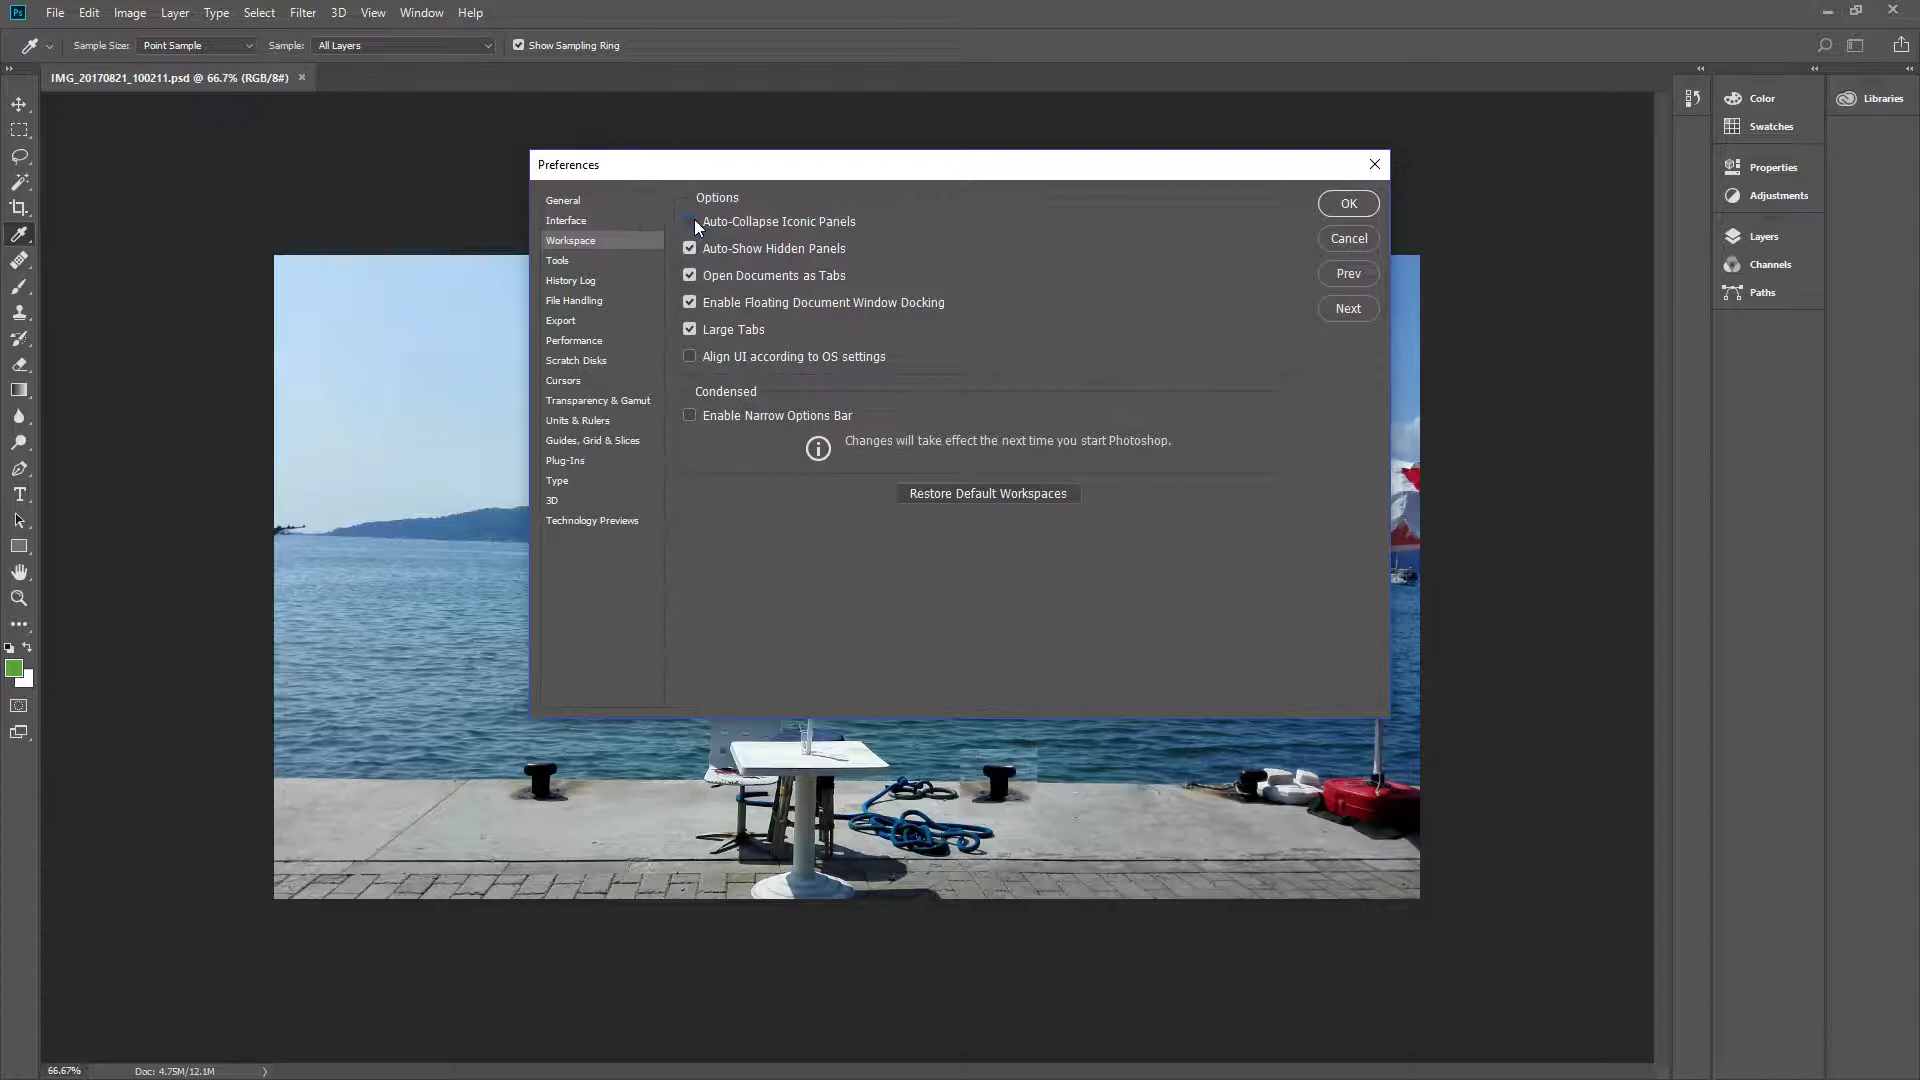 Ps File Edit Image Layer Type Select Filter 3D View Window Help
Sample Size: Point Sample Sample: All Layers Show Sampling Ring
IMG_20170821_100211.psd @ 66.7% (RGB/8#) ×
Preferences
General
Interface
Workspace
Tools
History Log
File Handling
Export
Performance
Scratch Disks
Cursors
Transparency & Gamut
Units & Rulers
Guides, Grid & Slices
Plug-Ins
Type
3D
Technology Previews
Options
Auto-Collapse Iconic Panels
Auto-Show Hidden Panels
Open Documents as Tabs
Enable Floating Document Window Docking
Large Tabs
Align UI according to OS settings
Condensed
Enable Narrow Options Bar
Changes will take effect the next time you start Photoshop.
Restore Default Workspaces
OK
Cancel
Prev
Next
Color
Swatches
Properties
Adjustments
Layers
Channels
Paths
Libraries
66.67% Doc: 4.75M/12.1M